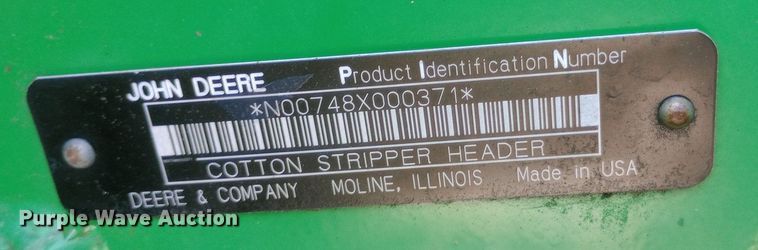 JOHN DEERE Product Identification Number
*N00748X000371*
COTTON STRIPPER HEADER
DEERE & COMPANY MOLINE, ILLINOIS Made in USA
Purple Wave Auction